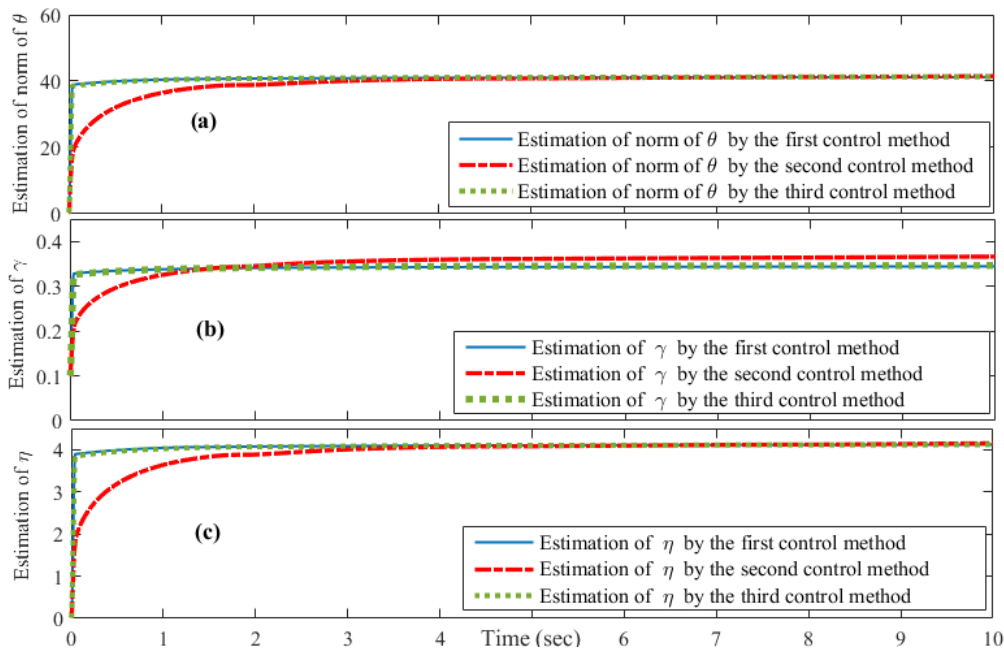 60
40
20
0
Estimation of norm of θ
(a)
Estimation of norm of θ by the first control method
Estimation of norm of θ by the second control method
Estimation of norm of θ by the third control method
0.4
0.3
0.2
0.1
0
Estimation of γ
(b)
Estimation of γ by the first control method
Estimation of γ by the second control method
Estimation of γ by the third control method
4
3
2
1
0
Estimation of η
(c)
Estimation of η by the first control method
Estimation of η by the second control method
Estimation of η by the third control method
0 1 2 3 4 Time (sec) 6 7 8 9 10